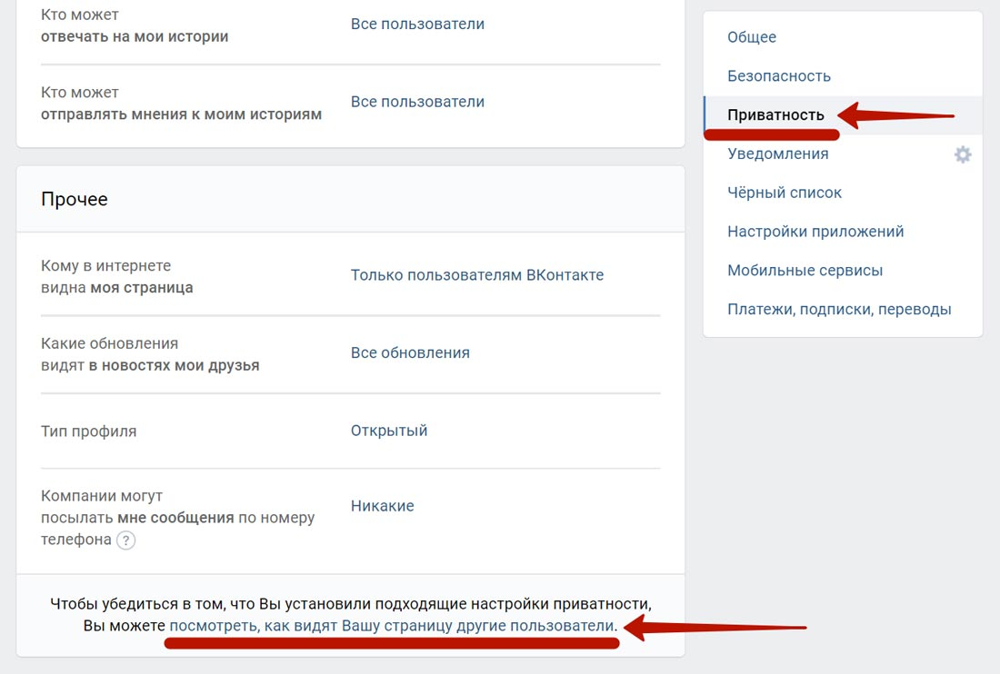 Кто может
отвечать на мои истории
Все пользователи
Кто может
отправлять мнения к моим историям
Все пользователи
Прочее
Кому в интернете
видна моя страница
Только пользователям ВКонтакте
Какие обновления
видят в новостях мои друзья
Все обновления
Тип профиля
Открытый
Компании могут
посылать мне сообщения по номеру
телефона ?
Никакие
Чтобы убедиться в том, что Вы установили подходящие настройки приватности,
Вы можете посмотреть, как видят Вашу страницу другие пользователи.
Общее
Безопасность
Приватность
Уведомления
Чёрный список
Настройки приложений
Мобильные сервисы
Платежи, подписки, переводы